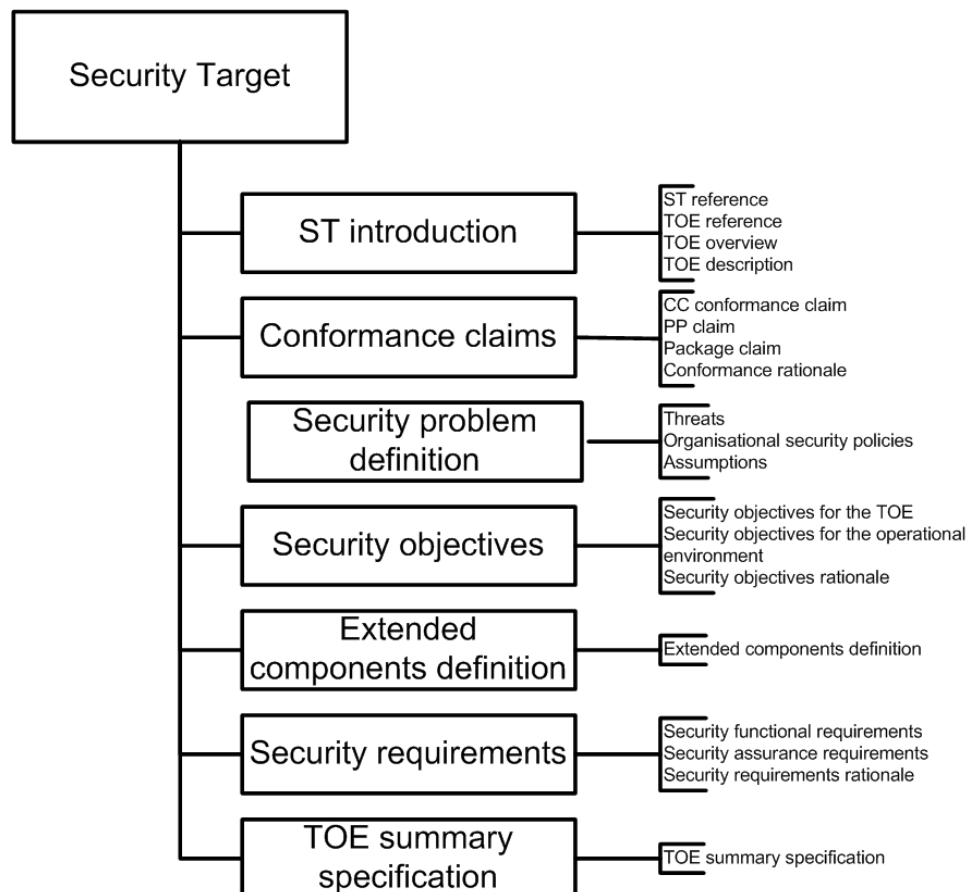 Security Target
ST introduction
ST reference
TOE reference
TOE overview
TOE description
Conformance claims
CC conformance claim
PP claim
Package claim
Conformance rationale
Security problem
definition
Threats
Organisational security policies
Assumptions
Security objectives
Security objectives for the TOE
Security objectives for the operational
environment
Security objectives rationale
Extended
components definition
Extended components definition
Security requirements
Security functional requirements
Security assurance requirements
Security requirements rationale
TOE summary
specification
TOE summary specification